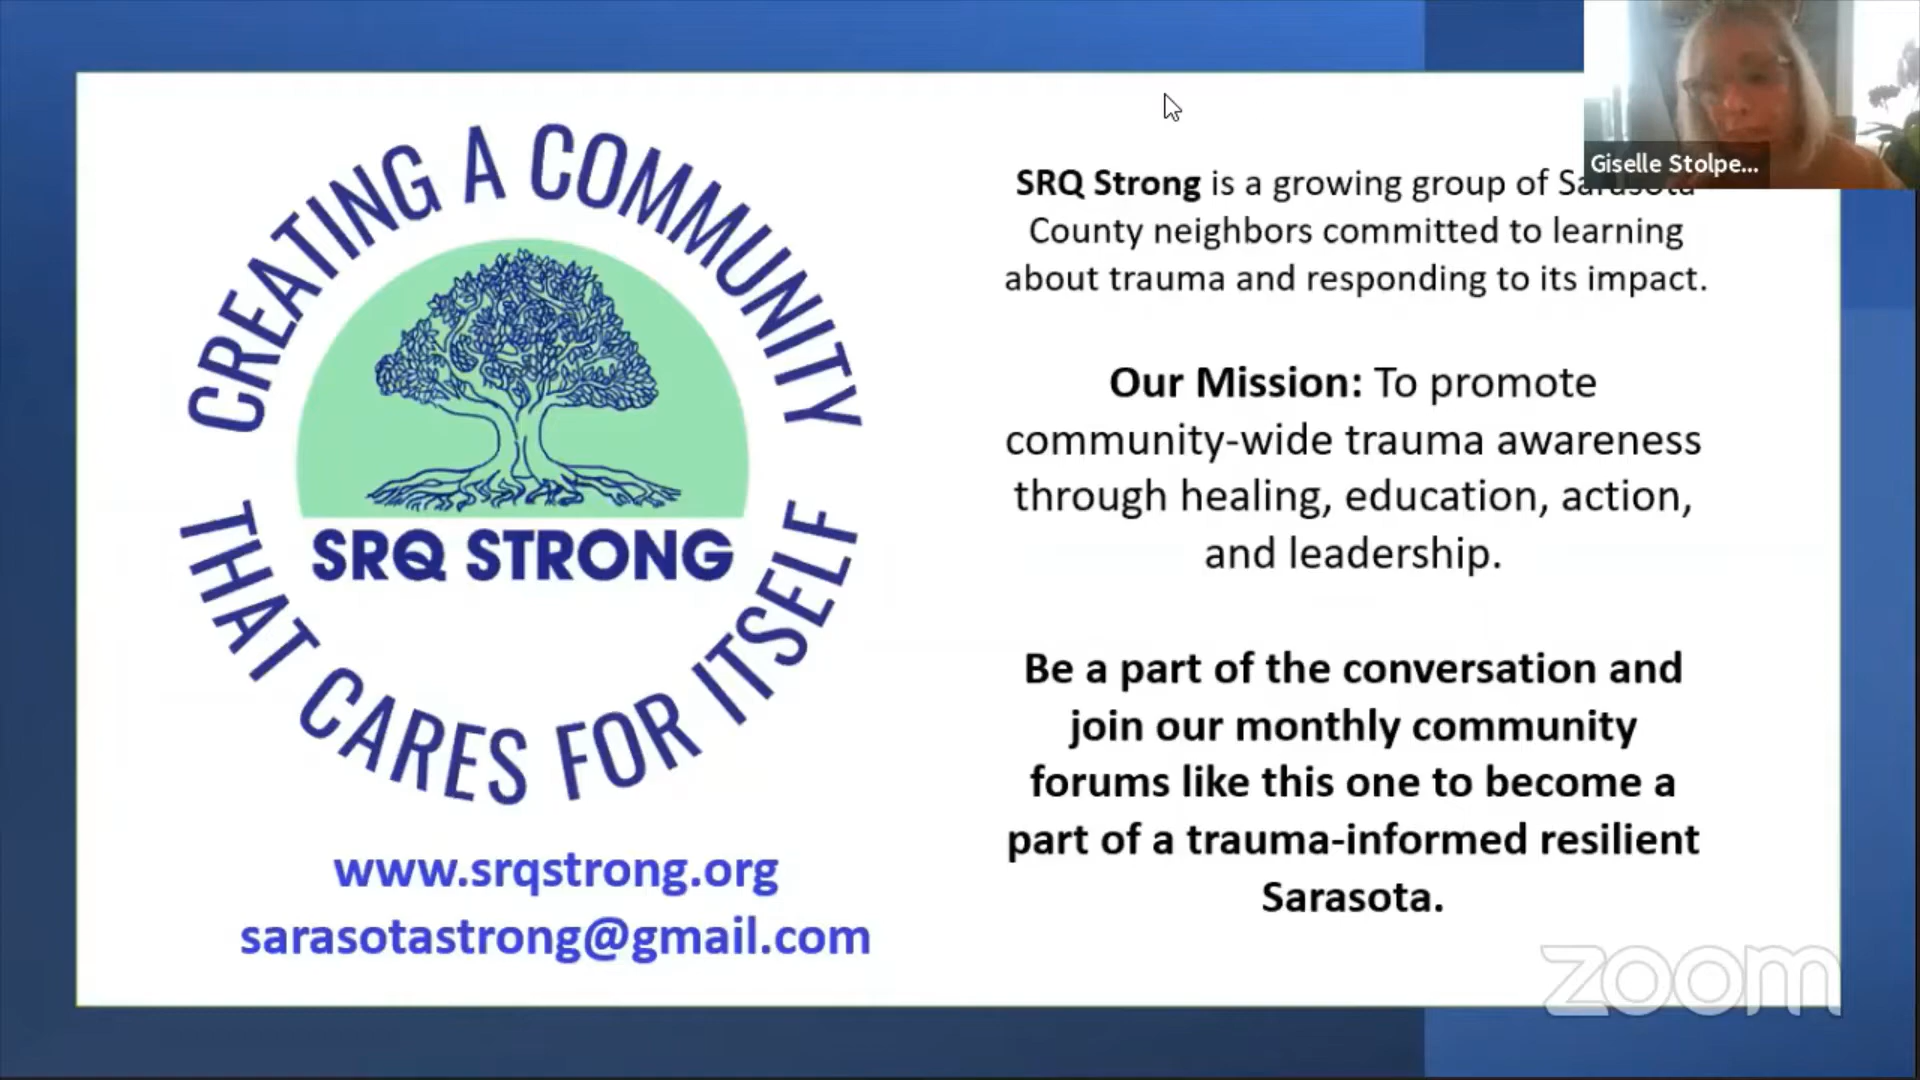 CREATING A COMMUNITY
THAT CARES FOR ITSELF
SRQ STRONG
www.srqstrong.org
sarasotastrong@gmail.com
Giselle Stolpe...
SRQ Strong is a growing group of Sarasota
County neighbors committed to learning
about trauma and responding to its impact.
Our Mission: To promote
community-wide trauma awareness
through healing, education, action,
and leadership.
Be a part of the conversation and
join our monthly community
forums like this one to become a
part of a trauma-informed resilient
Sarasota.
zoom